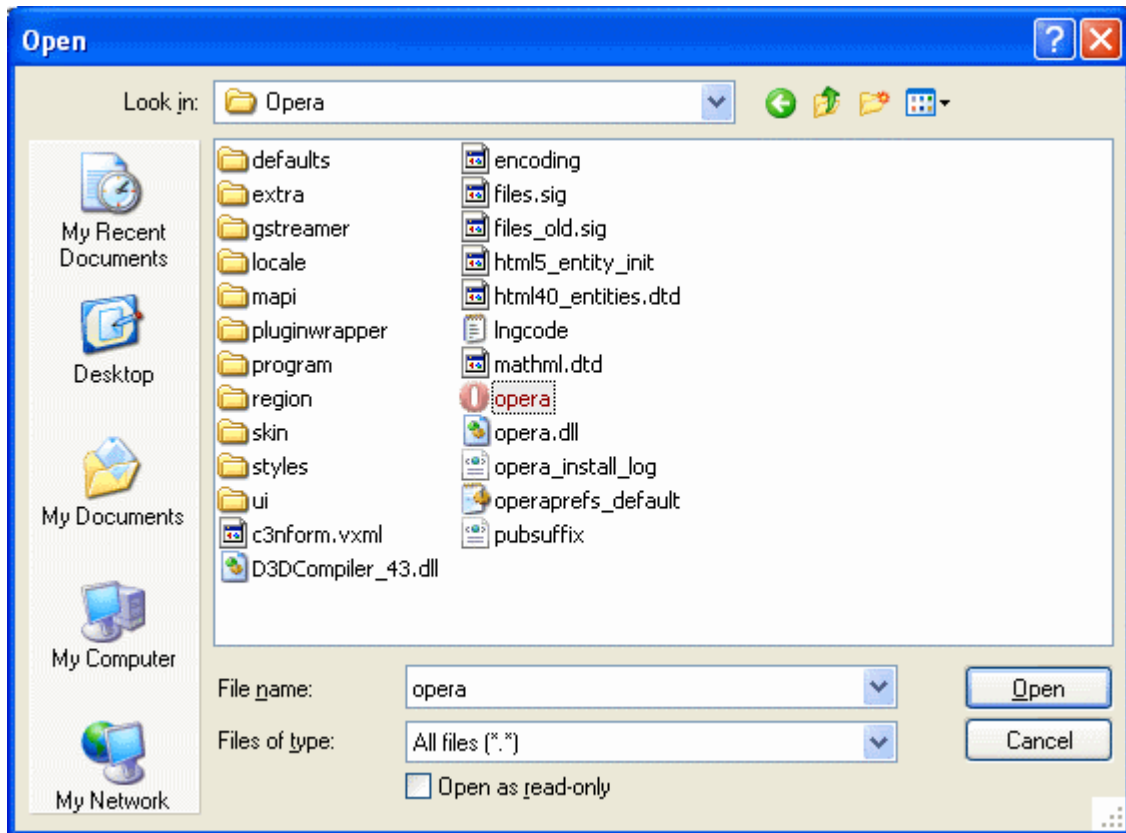 Open
Look in: Opera
My Recent
Documents
Desktop
My Documents
My Computer
My Network
defaults
extra
gstreamer
locale
mapi
pluginwrapper
program
region
skin
styles
ui
c3nform.vxml
D3DCompiler_43.dll
encoding
files.sig
files_old.sig
html5_entity_init
html40_entities.dtd
lngcode
mathml.dtd
opera
opera.dll
opera_install_log
operaprefs_default
pubsuffix
File name: opera Open
Files of type: All files (*.*) Cancel
Open as read-only